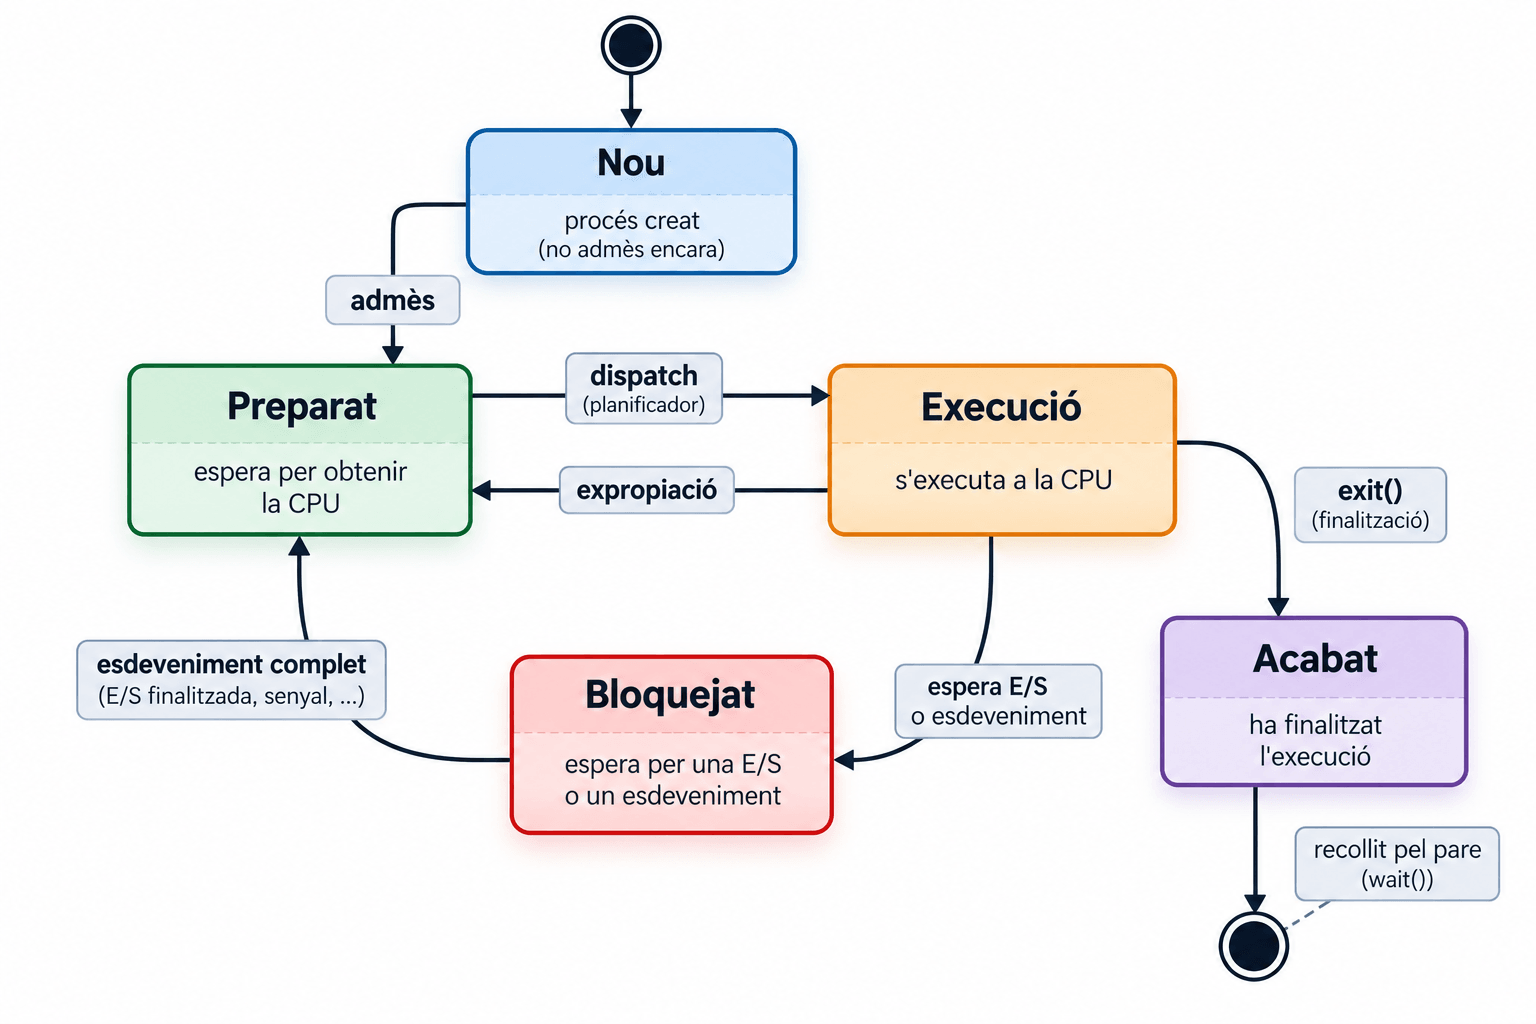 Nou
procés creat
(no admès encara)
admès
Preparat
espera per obtenir
la CPU
dispatch
(planificador)
expropiació
Execució
s'executa a la CPU
exit()
(finalització)
esdeveniment complet
(E/S finalitzada, senyal, ...)
Bloquejat
espera per una E/S
o un esdeveniment
espera E/S
o esdeveniment
Acabat
ha finalitzat
l'execució
recollit pel pare
(wait())